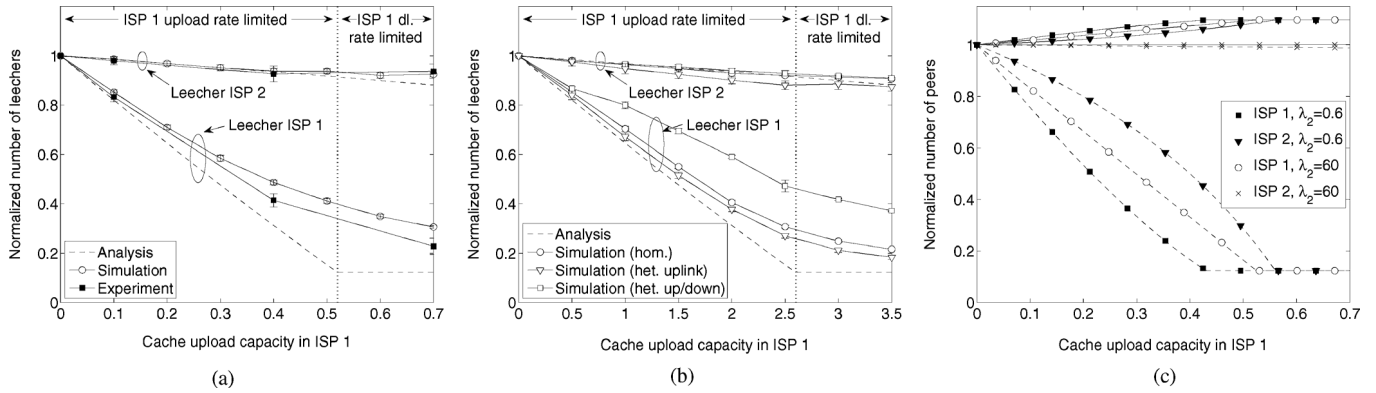 ISP 1 upload rate limited
ISP 1 dl.
rate limited
Normalized number of leechers
1
0.8
0.6
0.4
0.2
0
Leecher ISP 2
Leecher ISP 1
Analysis
Simulation
Experiment
0 0.1 0.2 0.3 0.4 0.5 0.6 0.7
Cache upload capacity in ISP 1
(a)
ISP 1 upload rate limited
ISP 1 dl.
rate limited
Normalized number of leechers
1
0.8
0.6
0.4
0.2
0
Leecher ISP 2
Leecher ISP 1
Analysis
Simulation (hom.)
Simulation (het. uplink)
Simulation (het. up/down)
0 0.5 1 1.5 2 2.5 3 3.5
Cache upload capacity in ISP 1
(b)
Normalized number of peers
1
0.8
0.6
0.4
0.2
0
ISP 1, λ₂=0.6
ISP 2, λ₂=0.6
ISP 1, λ₂=60
ISP 2, λ₂=60
0 0.1 0.2 0.3 0.4 0.5 0.6 0.7
Cache upload capacity in ISP 1
(c)